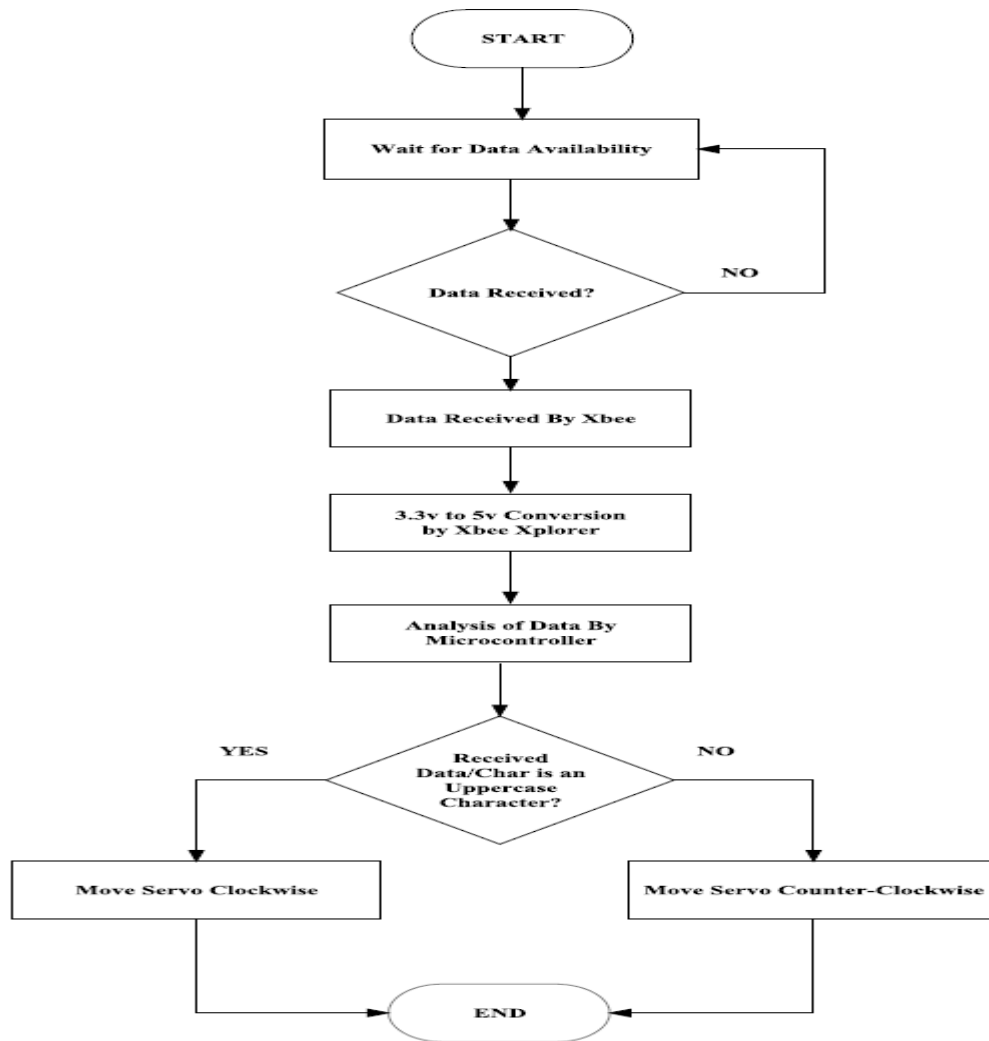 START
Wait for Data Availability
Data Received?
NO
Data Received By Xbee
3.3v to 5v Conversion
by Xbee Xplorer
Analysis of Data By
Microcontroller
YES
NO
Received
Data/Char is an
Uppercase
Character?
Move Servo Clockwise
Move Servo Counter-Clockwise
END